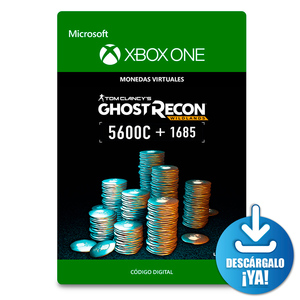 Microsoft
XBOX ONE
MONEDAS VIRTUALES
TOM CLANCY'S
GHOST RECON
WILDLANDS
5600C + 1685
CÓDIGO DIGITAL
DESCÁRGALO
¡YA!